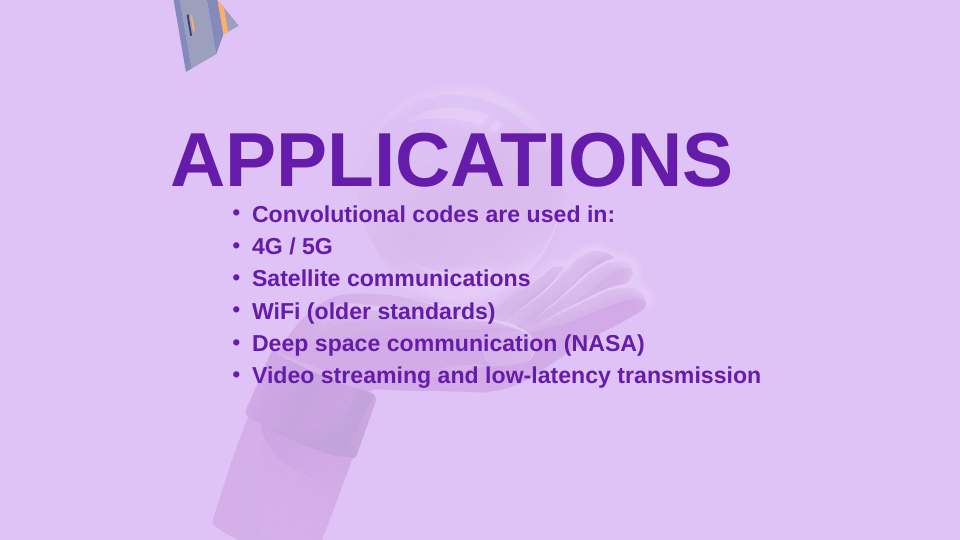 APPLICATIONS
• Convolutional codes are used in:
• 4G / 5G
• Satellite communications
• WiFi (older standards)
• Deep space communication (NASA)
• Video streaming and low-latency transmission